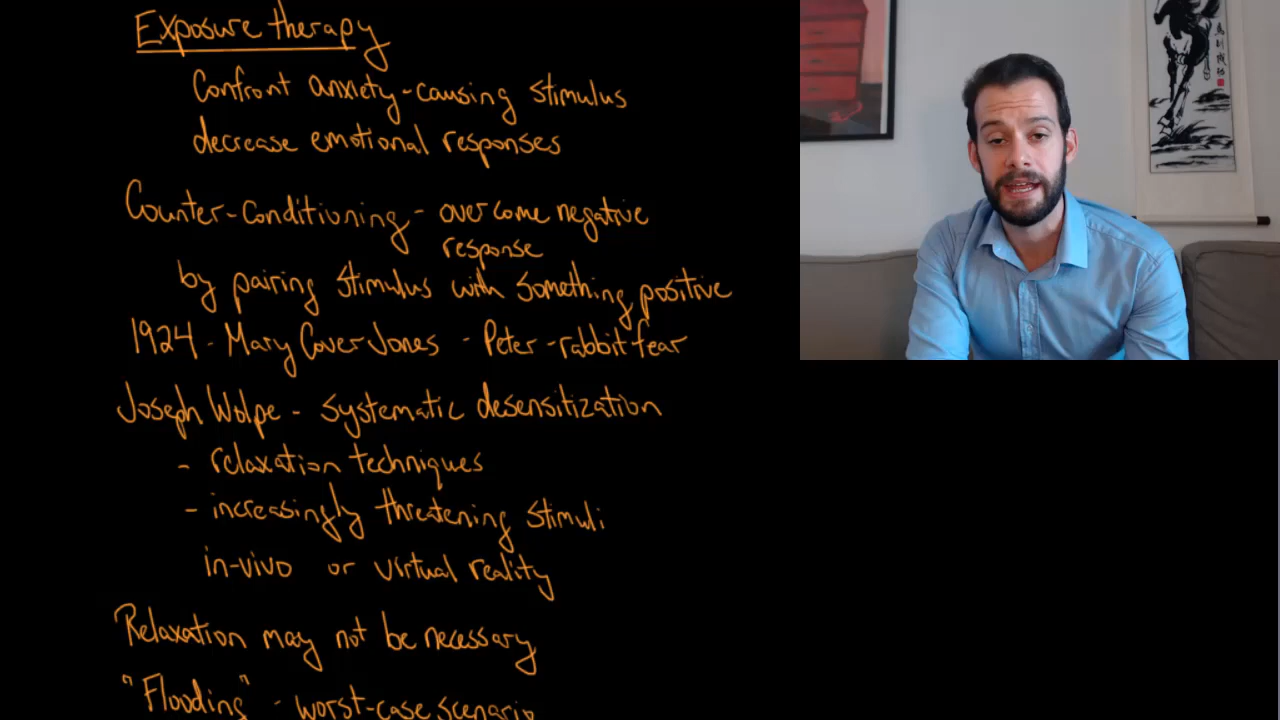 Exposure therapy
Confront anxiety-causing stimulus
decrease emotional responses
Counter-Conditioning - overcome negative
response
by pairing stimulus with something positive
1924 - Mary Cover Jones - Peter - rabbit fear
Joseph Wolpe - systematic desensitization
- relaxation techniques
- increasingly threatening stimuli
in-vivo or virtual reality
Relaxation may not be necessary
"Flooding" - worst-case scenario